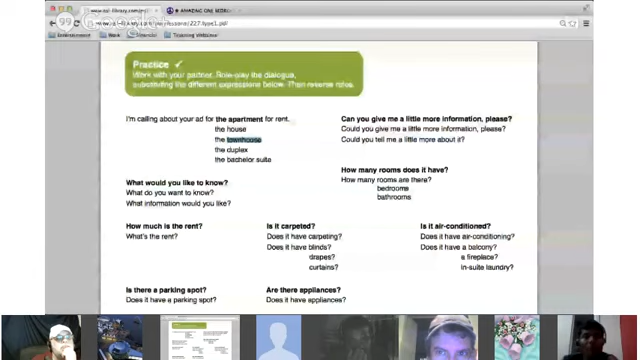 Practice ✓
Work with your partner. Role-play the dialogue,
substituting the different expressions below. Then reverse roles.
I'm calling about your ad for the apartment for rent.
the house
the townhouse
the duplex
the bachelor suite
Can you give me a little more information, please?
Could you give me a little more information, please?
Could you tell me a little more about it?
How many rooms does it have?
How many rooms are there?
bedrooms
bathrooms
What would you like to know?
What do you want to know?
What information would you like?
How much is the rent?
What's the rent?
Is it carpeted?
Does it have carpeting?
Does it have blinds?
drapes?
curtains?
Is it air-conditioned?
Does it have air-conditioning?
Does it have a balcony?
a fireplace?
in-suite laundry?
Is there a parking spot?
Does it have a parking spot?
Are there appliances?
Does it have appliances?